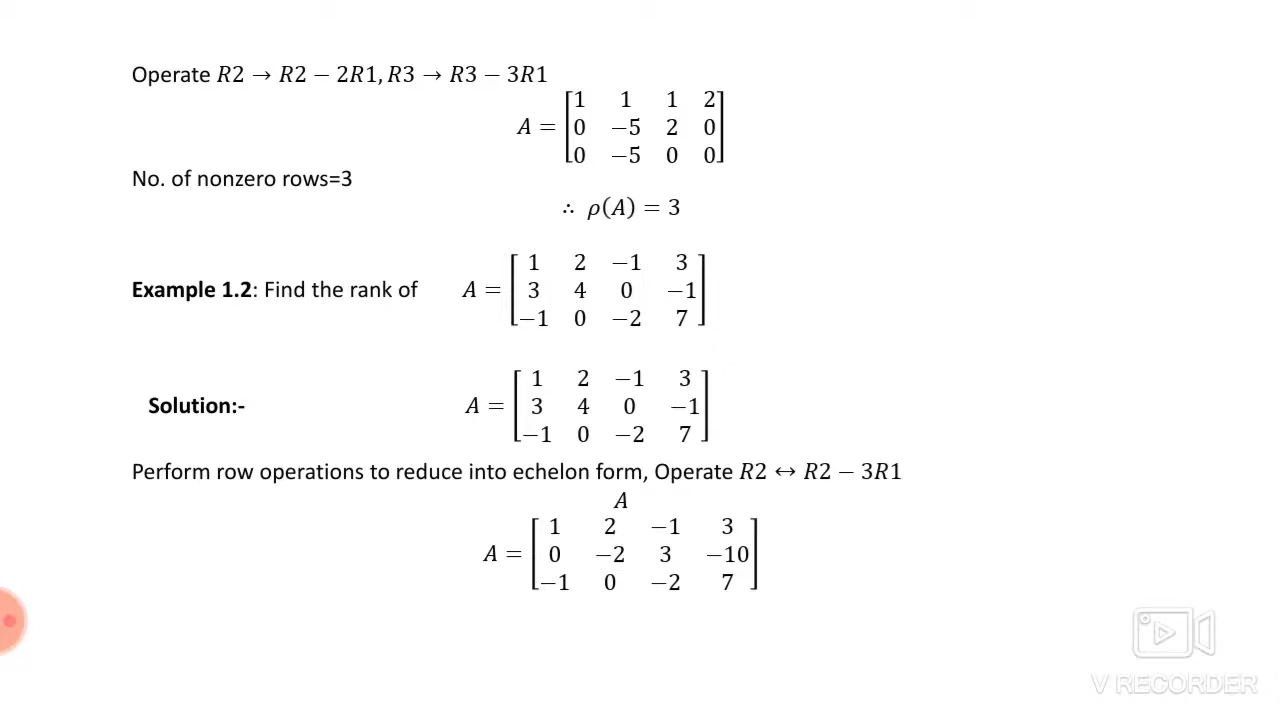 Operate R2 → R2 − 2R1, R3 → R3 − 3R1
A = [1 1 1 2
0 −5 2 0
0 −5 0 0]
No. of nonzero rows=3
∴ ρ(A) = 3
Example 1.2: Find the rank of A = [1 2 −1 3
3 4 0 −1
−1 0 −2 7]
Solution:- A = [1 2 −1 3
3 4 0 −1
−1 0 −2 7]
Perform row operations to reduce into echelon form, Operate R2 ↔ R2 − 3R1
A
A = [1 2 −1 3
0 −2 3 −10
−1 0 −2 7]
V RECORDER